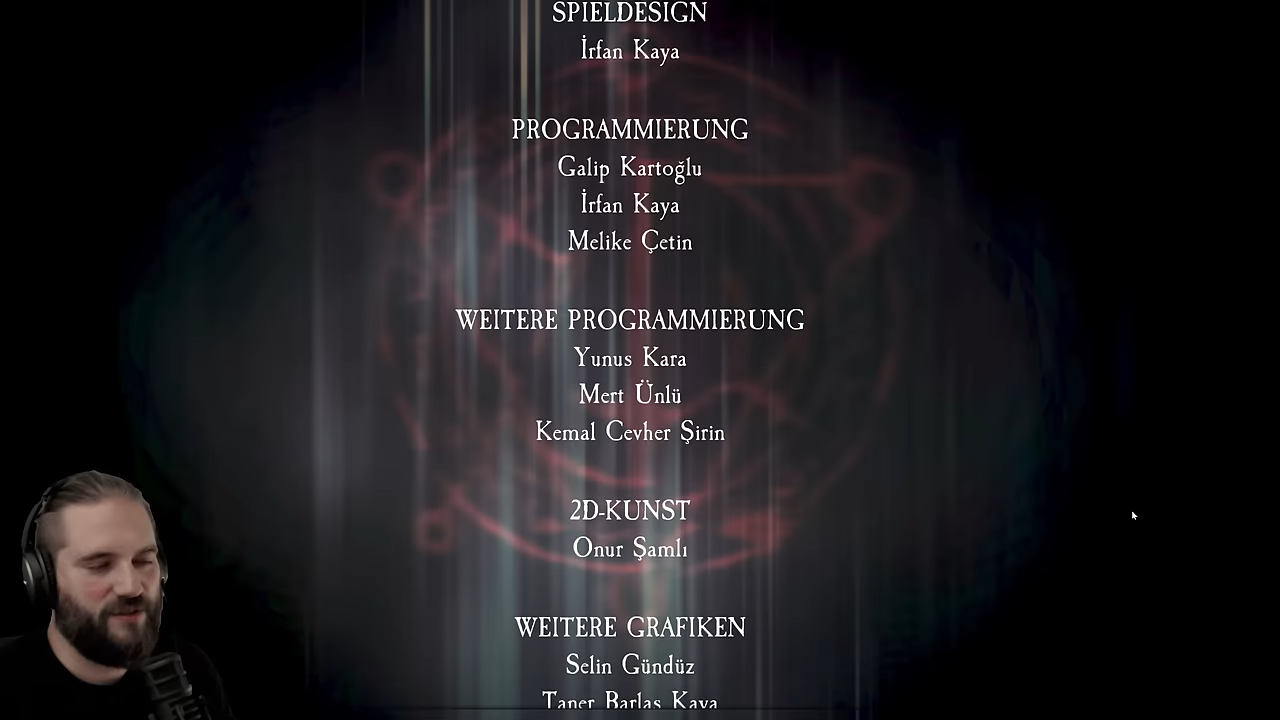 SPIELDESIGN
İrfan Kaya
PROGRAMMIERUNG
Galip Kartoğlu
İrfan Kaya
Melike Çetin
WEITERE PROGRAMMIERUNG
Yunus Kara
Mert Ünlü
Kemal Cevher Şirin
2D-KUNST
Onur Şamlı
WEITERE GRAFIKEN
Selin Gündüz
Taner Barlas Kaya